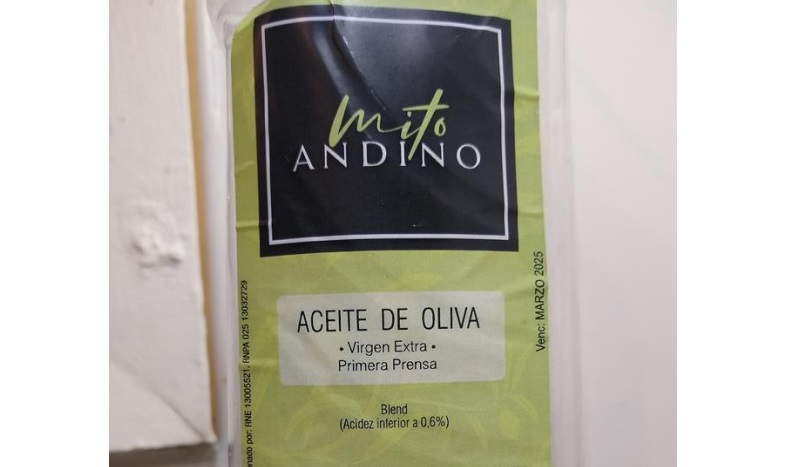 mito
ANDINO
ACEITE DE OLIVA
• Virgen Extra •
Primera Prensa
Blend
(Acidez inferior a 0,6%)
por: RNE 13005521, RNPA 025 13032729
Venc: MARZO 2025